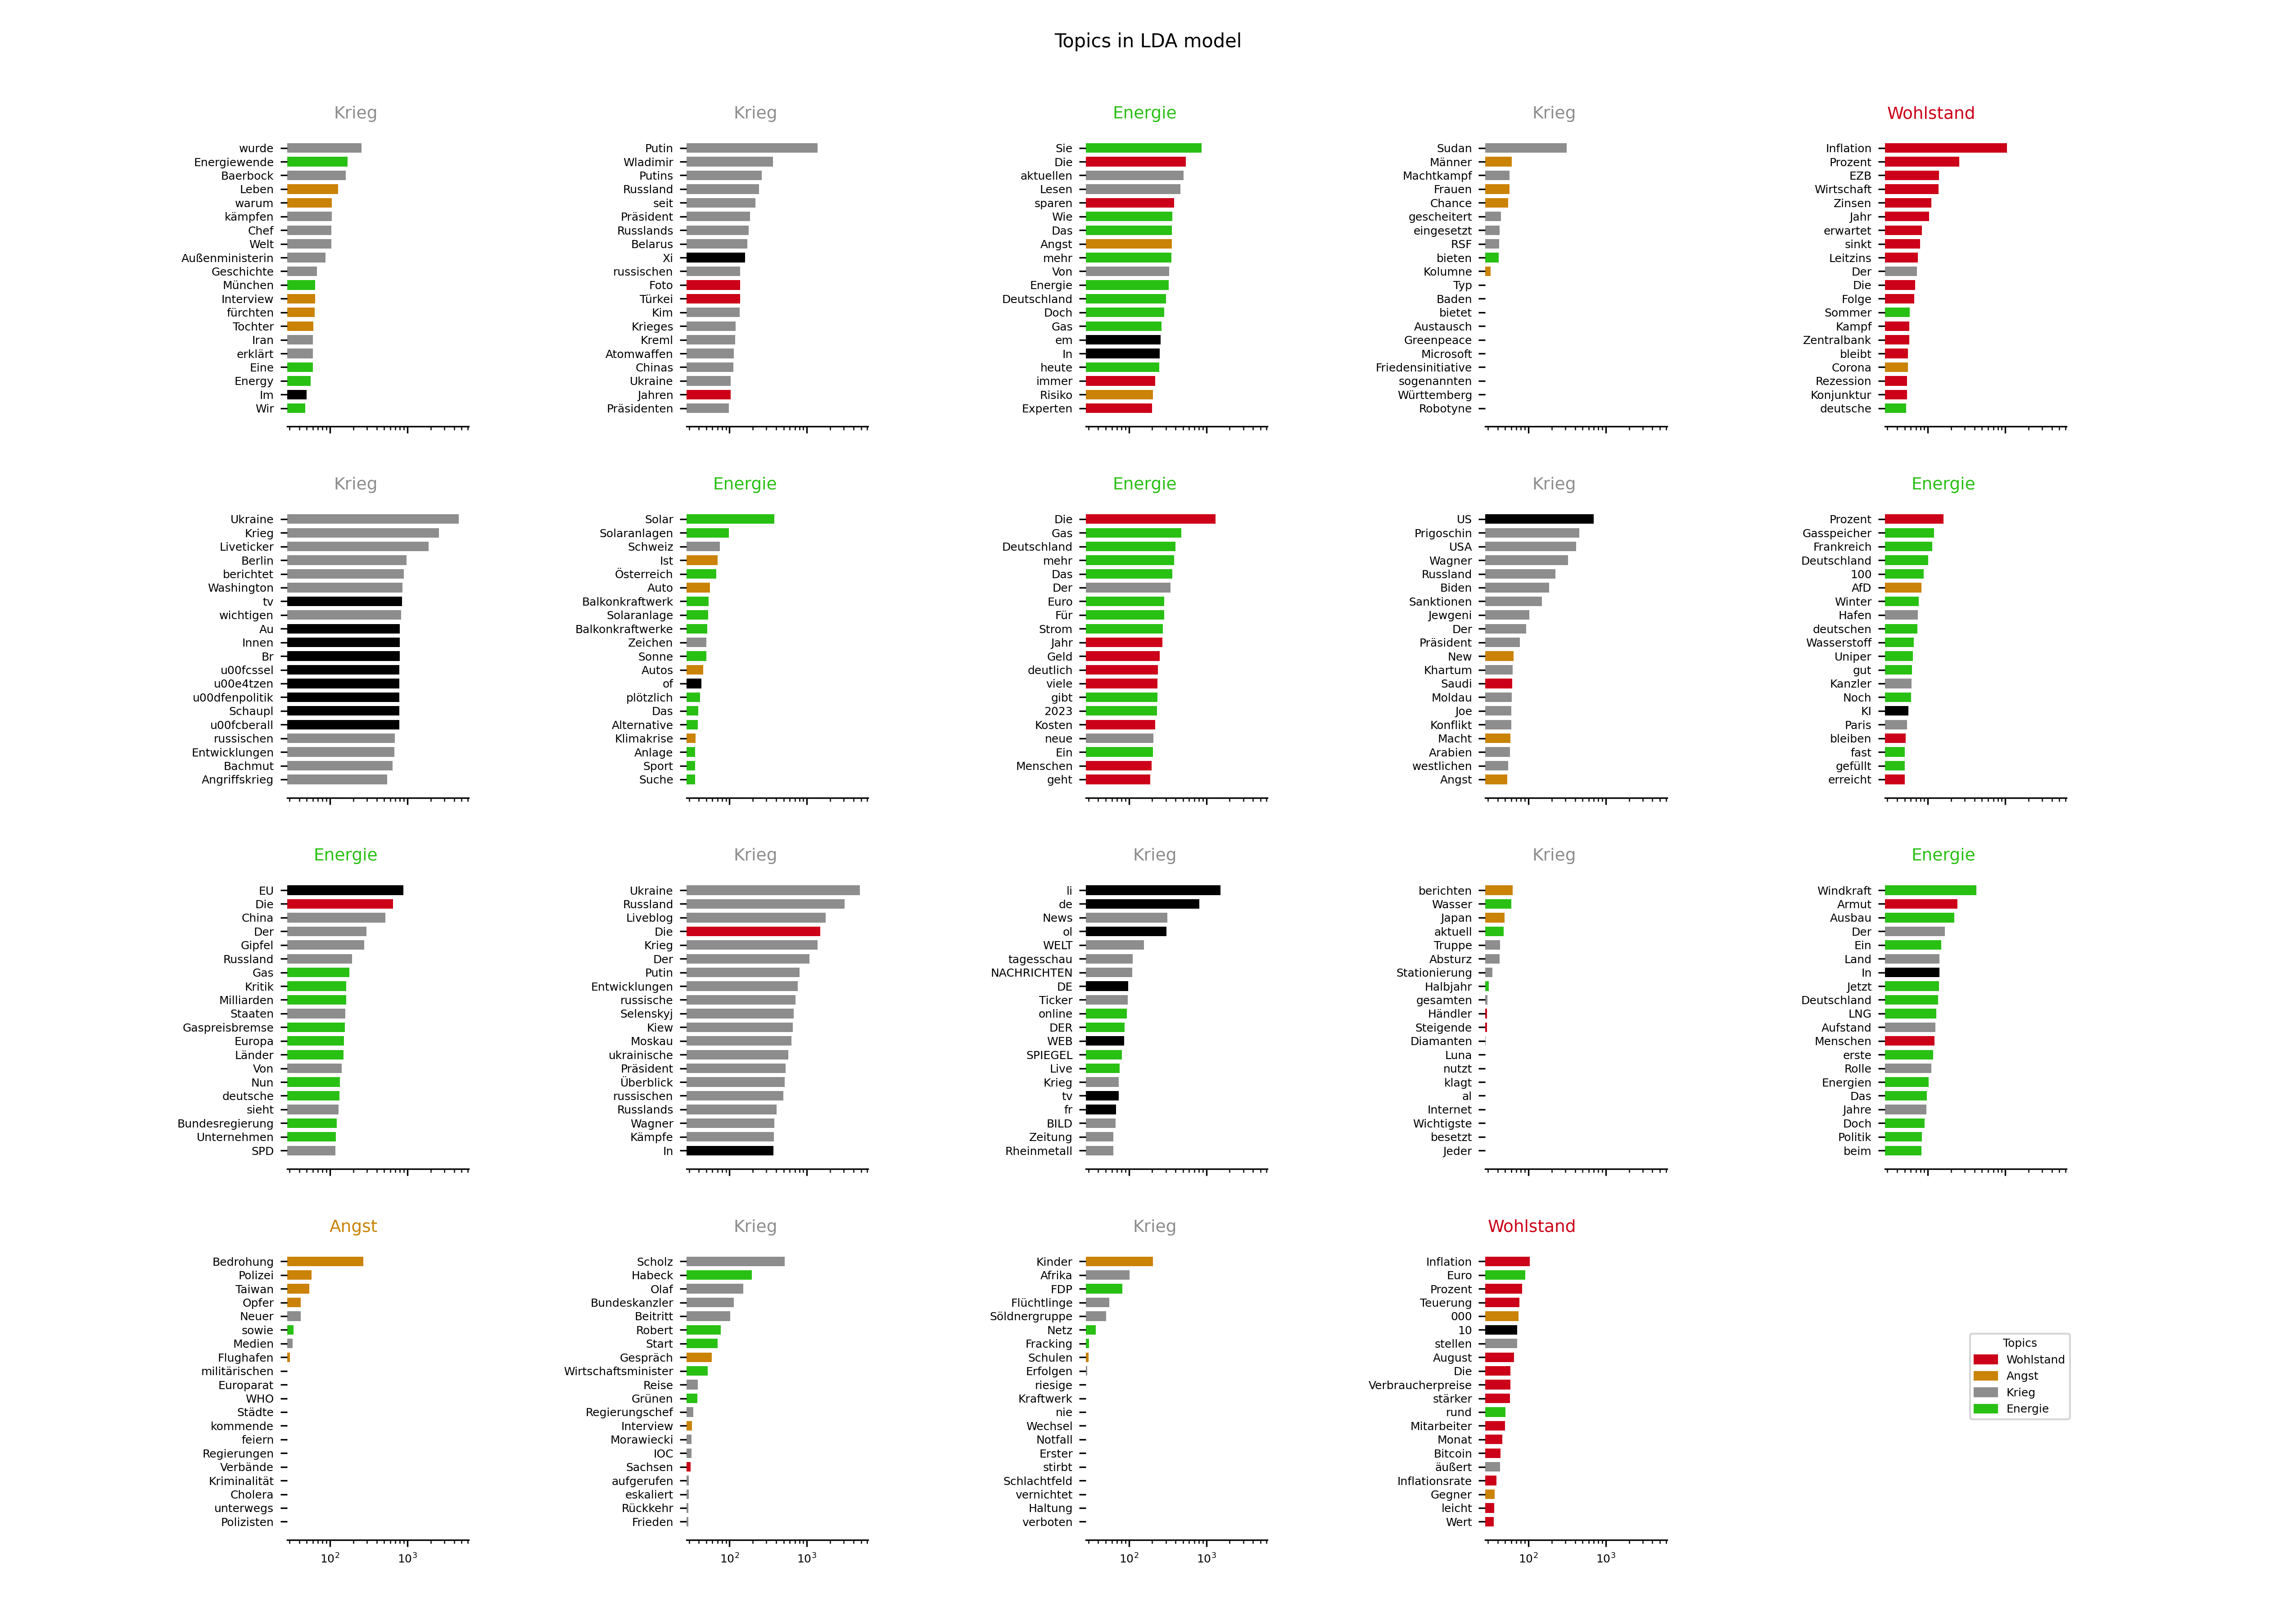 Topics in LDA model
Krieg
wurde
Energiewende
Baerbock
Leben
warum
kämpfen
Chef
Welt
Außenministerin
Geschichte
München
Interview
fürchten
Tochter
Iran
erklärt
Eine
Energy
Im
Wir
Krieg
Putin
Wladimir
Putins
Russland
seit
Präsident
Russlands
Belarus
Xi
russischen
Foto
Türkei
Kim
Krieges
Kreml
Atomwaffen
Chinas
Ukraine
Jahren
Präsidenten
Energie
Sie
Die
aktuellen
Lesen
sparen
Wie
Das
Angst
mehr
Von
Energie
Deutschland
Doch
Gas
em
In
heute
immer
Risiko
Experten
Krieg
Sudan
Männer
Machtkampf
Frauen
Chance
gescheitert
eingesetzt
RSF
bieten
Kolumne
Typ
Baden
bietet
Austausch
Greenpeace
Microsoft
Friedensinitiative
sogenannten
Württemberg
Robotyne
Wohlstand
Inflation
Prozent
EZB
Wirtschaft
Zinsen
Jahr
erwartet
sinkt
Leitzins
Der
Die
Folge
Sommer
Kampf
Zentralbank
bleibt
Corona
Rezession
Konjunktur
deutsche
Krieg
Ukraine
Krieg
Liveticker
Berlin
berichtet
Washington
tv
wichtigen
Au
Innen
Br
u00fcssel
u00e4tzen
u00dfenpolitik
Schaupl
u00fcberall
russischen
Entwicklungen
Bachmut
Angriffskrieg
Energie
Solar
Solaranlagen
Schweiz
Ist
Österreich
Auto
Balkonkraftwerk
Solaranlage
Balkonkraftwerke
Zeichen
Sonne
Autos
of
plötzlich
Das
Alternative
Klimakrise
Anlage
Sport
Suche
Energie
Die
Gas
Deutschland
mehr
Das
Der
Euro
Für
Strom
Jahr
Geld
deutlich
viele
gibt
2023
Kosten
neue
Ein
Menschen
geht
Krieg
US
Prigoschin
USA
Wagner
Russland
Biden
Sanktionen
Jewgeni
Der
Präsident
New
Khartum
Saudi
Moldau
Joe
Konflikt
Macht
Arabien
westlichen
Angst
Energie
Prozent
Gasspeicher
Frankreich
Deutschland
100
AfD
Winter
Hafen
deutschen
Wasserstoff
Uniper
gut
Kanzler
Noch
KI
Paris
bleiben
fast
gefüllt
erreicht
Energie
EU
Die
China
Der
Gipfel
Russland
Gas
Kritik
Milliarden
Staaten
Gaspreisbremse
Europa
Länder
Von
Nun
deutsche
sieht
Bundesregierung
Unternehmen
SPD
Krieg
Ukraine
Russland
Liveblog
Die
Krieg
Der
Putin
Entwicklungen
russische
Selenskyj
Kiew
Moskau
ukrainische
Präsident
Überblick
russischen
Russlands
Wagner
Kämpfe
In
Krieg
li
de
News
ol
WELT
tagesschau
NACHRICHTEN
DE
Ticker
online
DER
WEB
SPIEGEL
Live
Krieg
tv
fr
BILD
Zeitung
Rheinmetall
Krieg
berichten
Wasser
Japan
aktuell
Truppe
Absturz
Stationierung
Halbjahr
gesamten
Händler
Steigende
Diamanten
Luna
nutzt
klagt
al
Internet
Wichtigste
besetzt
Jeder
Energie
Windkraft
Armut
Ausbau
Der
Ein
Land
In
Jetzt
Deutschland
LNG
Aufstand
Menschen
erste
Rolle
Energien
Das
Jahre
Doch
Politik
beim
Angst
Bedrohung
Polizei
Taiwan
Opfer
Neuer
sowie
Medien
Flughafen
militärischen
Europarat
WHO
Städte
kommende
feiern
Regierungen
Verbände
Kriminalität
Cholera
unterwegs
Polizisten
10² 10³
Krieg
Scholz
Habeck
Olaf
Bundeskanzler
Beitritt
Robert
Start
Gespräch
Wirtschaftsminister
Reise
Grünen
Regierungschef
Interview
Morawiecki
IOC
Sachsen
aufgerufen
eskaliert
Rückkehr
Frieden
10² 10³
Krieg
Kinder
Afrika
FDP
Flüchtlinge
Söldnergruppe
Netz
Fracking
Schulen
Erfolgen
riesige
Kraftwerk
nie
Wechsel
Notfall
Erster
stirbt
Schlachtfeld
vernichtet
Haltung
verboten
10² 10³
Wohlstand
Inflation
Euro
Prozent
Teuerung
000
10
stellen
August
Die
Verbraucherpreise
stärker
rund
Mitarbeiter
Monat
Bitcoin
äußert
Inflationsrate
Gegner
leicht
Wert
10² 10³
Topics
Wohlstand
Angst
Krieg
Energie